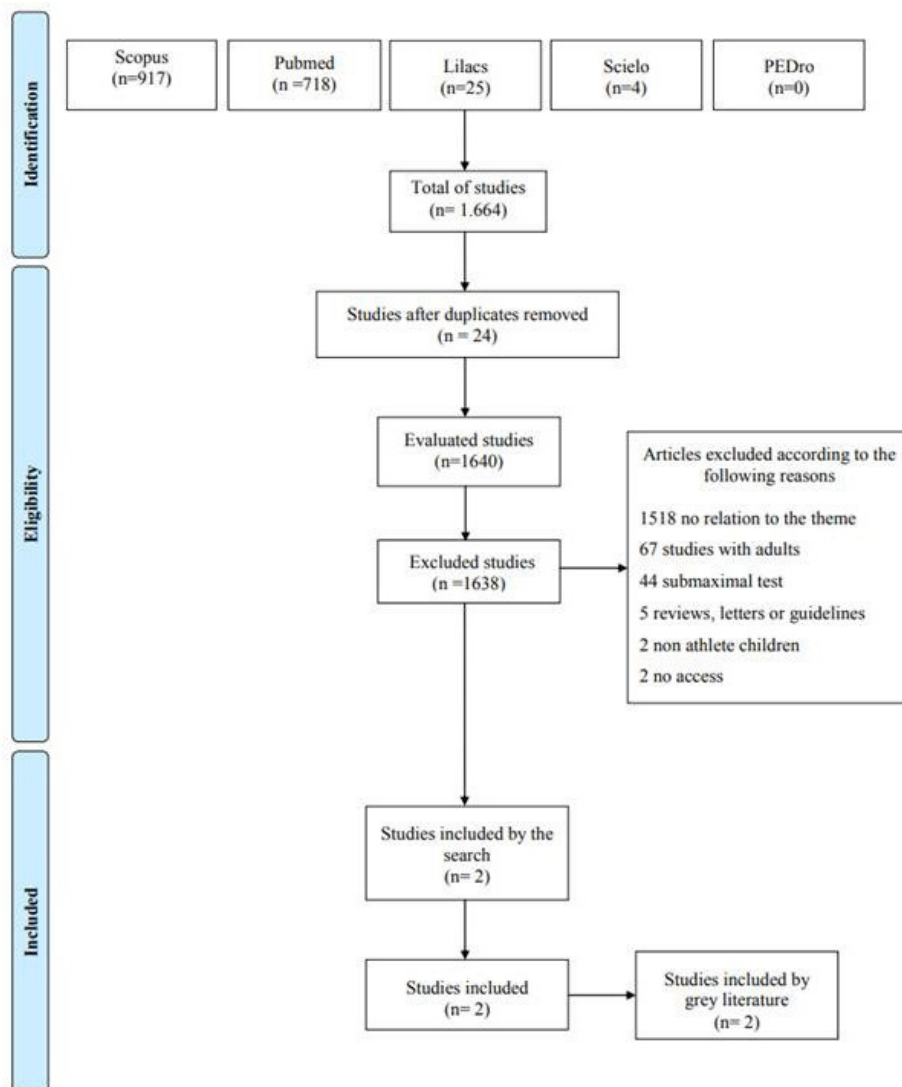 Identification
Scopus
(n=917)
Pubmed
(n =718)
Lilacs
(n=25)
Scielo
(n=4)
PEDro
(n=0)
Total of studies
(n= 1.664)
Eligibility
Studies after duplicates removed
(n = 24)
Evaluated studies
(n=1640)
Excluded studies
(n =1638)
Articles excluded according to the
following reasons
1518 no relation to the theme
67 studies with adults
44 submaximal test
5 reviews, letters or guidelines
2 non athlete children
2 no access
Included
Studies included by the
search
(n= 2)
Studies included
(n= 2)
Studies included by
grey literature
(n= 2)